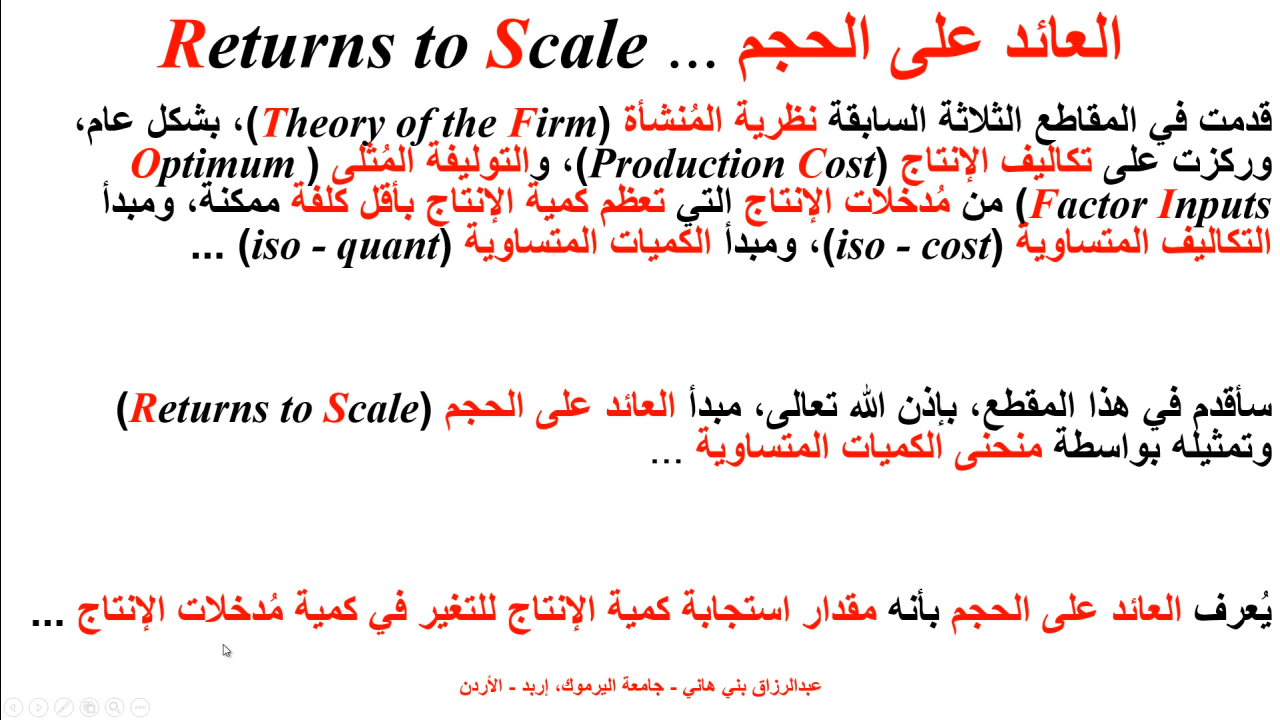 العائد على الحجم ... Returns to Scale
قدمت في المقاطع الثلاثة السابقة نظرية المُنشأة (Theory of the Firm)، بشكل عام،
وركزت على تكاليف الإنتاج (Production Cost)، والتوليفة المُثلى (Optimum
Factor Inputs) من مُدخلات الإنتاج التي تعظم كمية الإنتاج بأقل كلفة ممكنة، ومبدأ
التكاليف المتساوية (iso - cost)، ومبدأ الكميات المتساوية (iso - quant) ...
سأقدم في هذا المقطع، بإذن الله تعالى، مبدأ العائد على الحجم (Returns to Scale)
وتمثيله بواسطة منحنى الكميات المتساوية ...
يُعرف العائد على الحجم بأنه مقدار استجابة كمية الإنتاج للتغير في كمية مُدخلات الإنتاج ...
عبدالرزاق بني هاني - جامعة اليرموك، إربد - الأردن